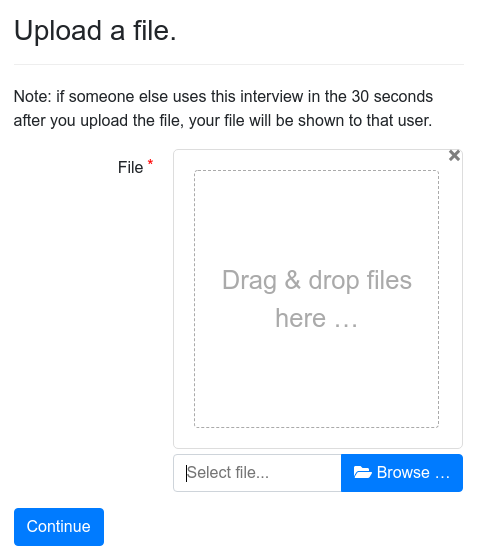 Upload a file.
Note: if someone else uses this interview in the 30 seconds
after you upload the file, your file will be shown to that user.
File *
×
Drag & drop files
here …
Select file...
Browse …
Continue